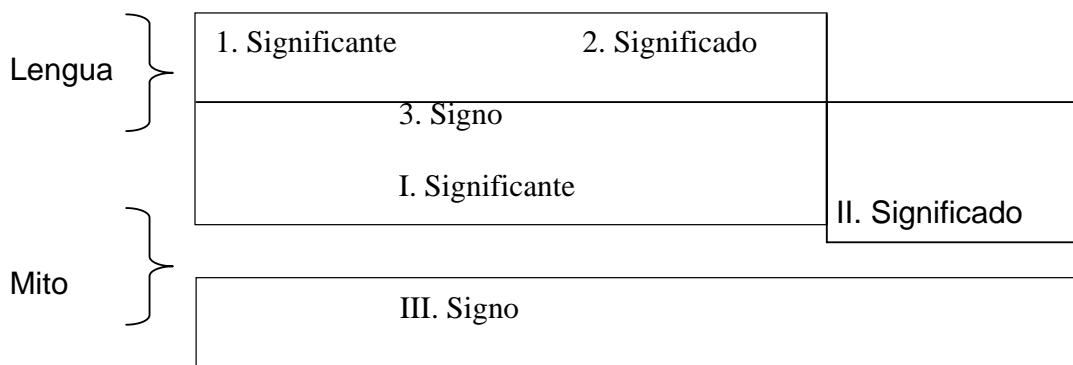 1. Significante 2. Significado
Lengua
3. Signo
I. Significante
II. Significado
Mito
III. Signo